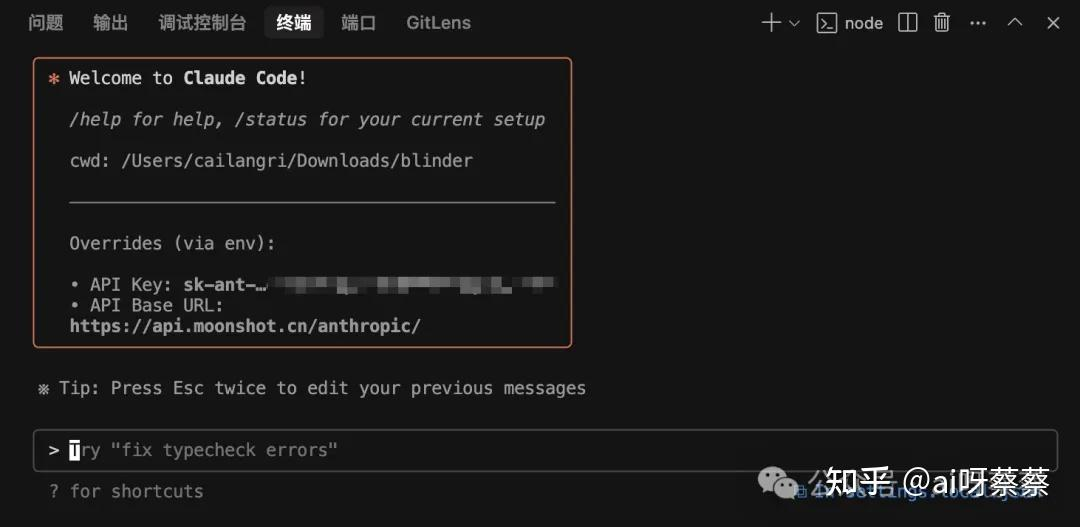 问题 输出 调试控制台 终端 端口 GitLens node
* Welcome to Claude Code!
/help for help, /status for your current setup
cwd: /Users/cailangri/Downloads/blinder
Overrides (via env):
• API Key: sk-ant-…
• API Base URL:
https://api.moonshot.cn/anthropic/
※ Tip: Press Esc twice to edit your previous messages
> Try "fix typecheck errors"
? for shortcuts
知乎 @ai呀蔡蔡